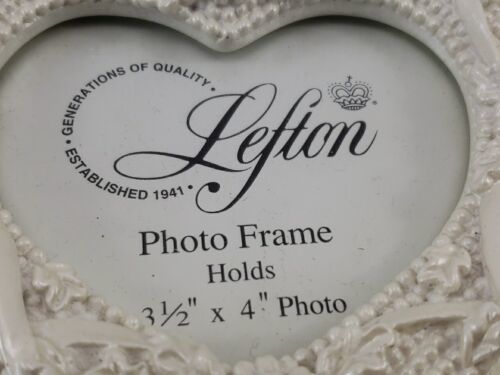 • GENERATIONS OF QUALITY •
ESTABLISHED 1941 •
Lefton®
Photo Frame
Holds
3½" x 4" Photo